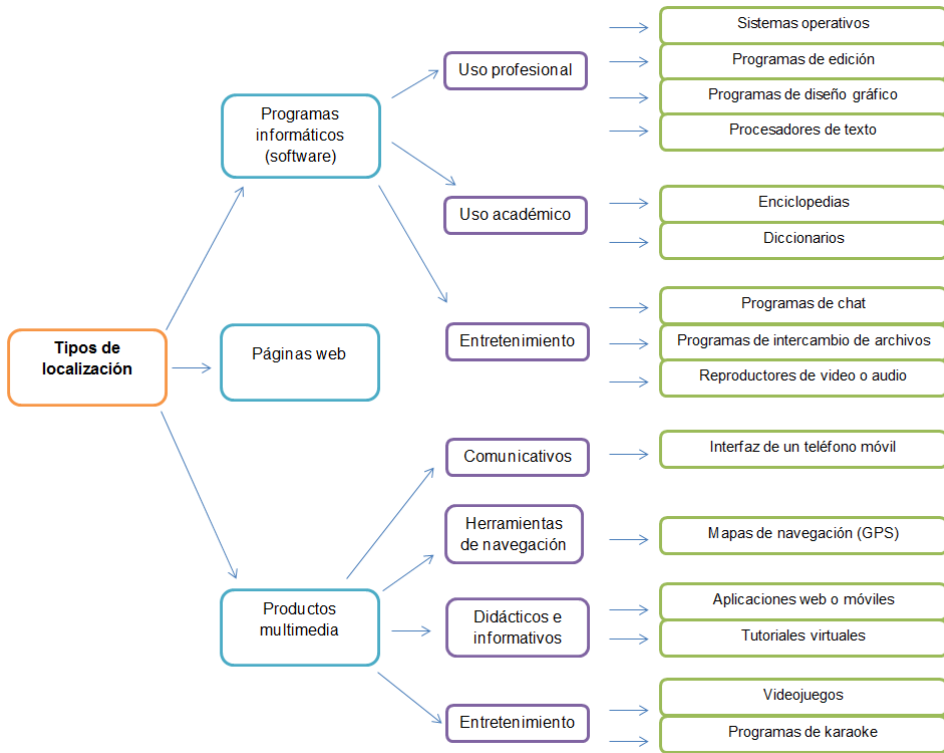 Tipos de
localización
Programas
informáticos
(software)
Uso profesional
Sistemas operativos
Programas de edición
Programas de diseño gráfico
Procesadores de texto
Uso académico
Enciclopedias
Diccionarios
Entretenimiento
Programas de chat
Programas de intercambio de archivos
Reproductores de video o audio
Páginas web
Productos
multimedia
Comunicativos
Interfaz de un teléfono móvil
Herramientas
de navegación
Mapas de navegación (GPS)
Didácticos e
informativos
Aplicaciones web o móviles
Tutoriales virtuales
Entretenimiento
Videojuegos
Programas de karaoke